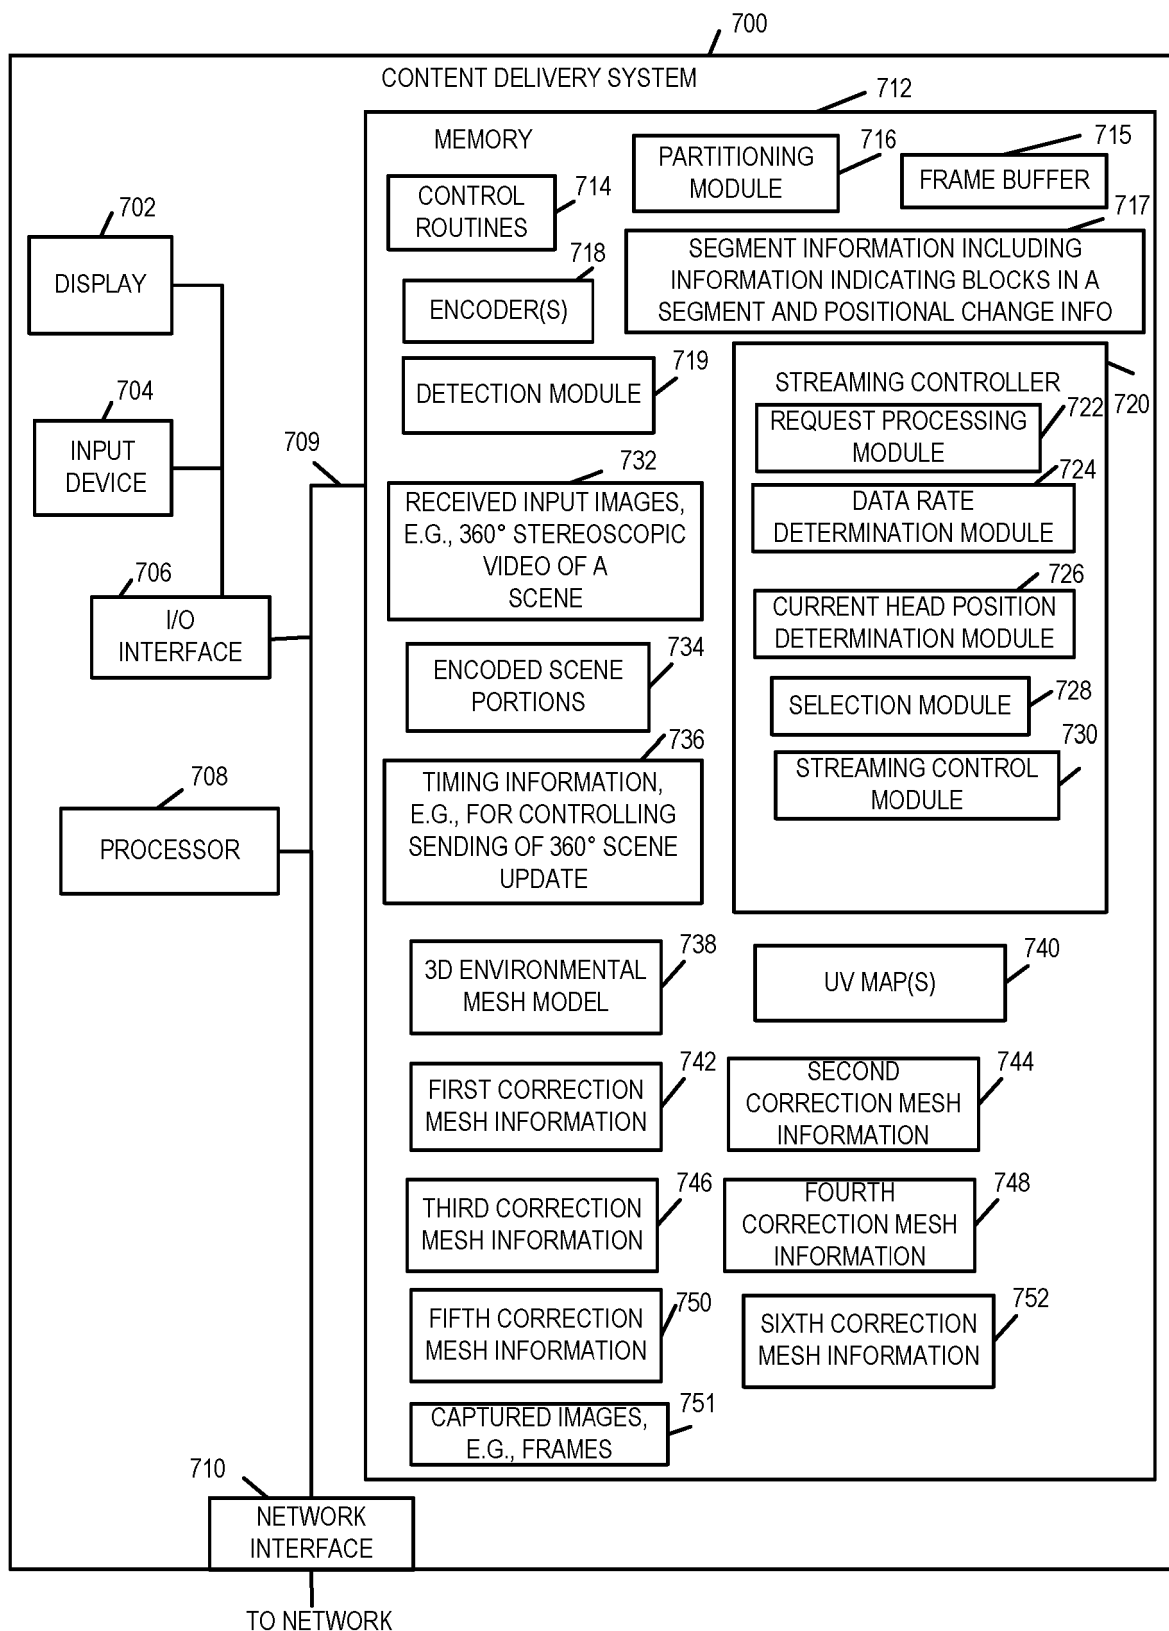 700
CONTENT DELIVERY SYSTEM
712
MEMORY
PARTITIONING
MODULE
716
715
FRAME BUFFER
CONTROL
ROUTINES
714
717
SEGMENT INFORMATION INCLUDING
INFORMATION INDICATING BLOCKS IN A
SEGMENT AND POSITIONAL CHANGE INFO
702
DISPLAY
718
ENCODER(S)
719
DETECTION MODULE
720
STREAMING CONTROLLER
722
REQUEST PROCESSING
MODULE
704
INPUT
DEVICE
709
732
RECEIVED INPUT IMAGES,
E.G., 360° STEREOSCOPIC
VIDEO OF A
SCENE
724
DATA RATE
DETERMINATION MODULE
706
I/O
INTERFACE
726
CURRENT HEAD POSITION
DETERMINATION MODULE
734
ENCODED SCENE
PORTIONS
728
SELECTION MODULE
736
TIMING INFORMATION,
E.G., FOR CONTROLLING
SENDING OF 360° SCENE
UPDATE
730
STREAMING CONTROL
MODULE
708
PROCESSOR
738
3D ENVIRONMENTAL
MESH MODEL
740
UV MAP(S)
742
FIRST CORRECTION
MESH INFORMATION
744
SECOND
CORRECTION MESH
INFORMATION
746
THIRD CORRECTION
MESH INFORMATION
748
FOURTH
CORRECTION MESH
INFORMATION
750
FIFTH CORRECTION
MESH INFORMATION
752
SIXTH CORRECTION
MESH INFORMATION
751
CAPTURED IMAGES,
E.G., FRAMES
710
NETWORK
INTERFACE
TO NETWORK